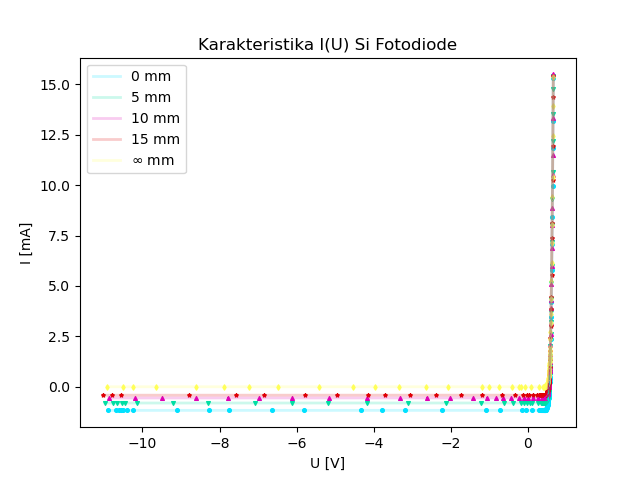 Karakteristika I(U) Si Fotodiode
0 mm
5 mm
10 mm
15 mm
∞ mm
15.0
12.5
10.0
7.5
5.0
2.5
0.0
I [mA]
−10
−8
−6
−4
−2
0
U [V]